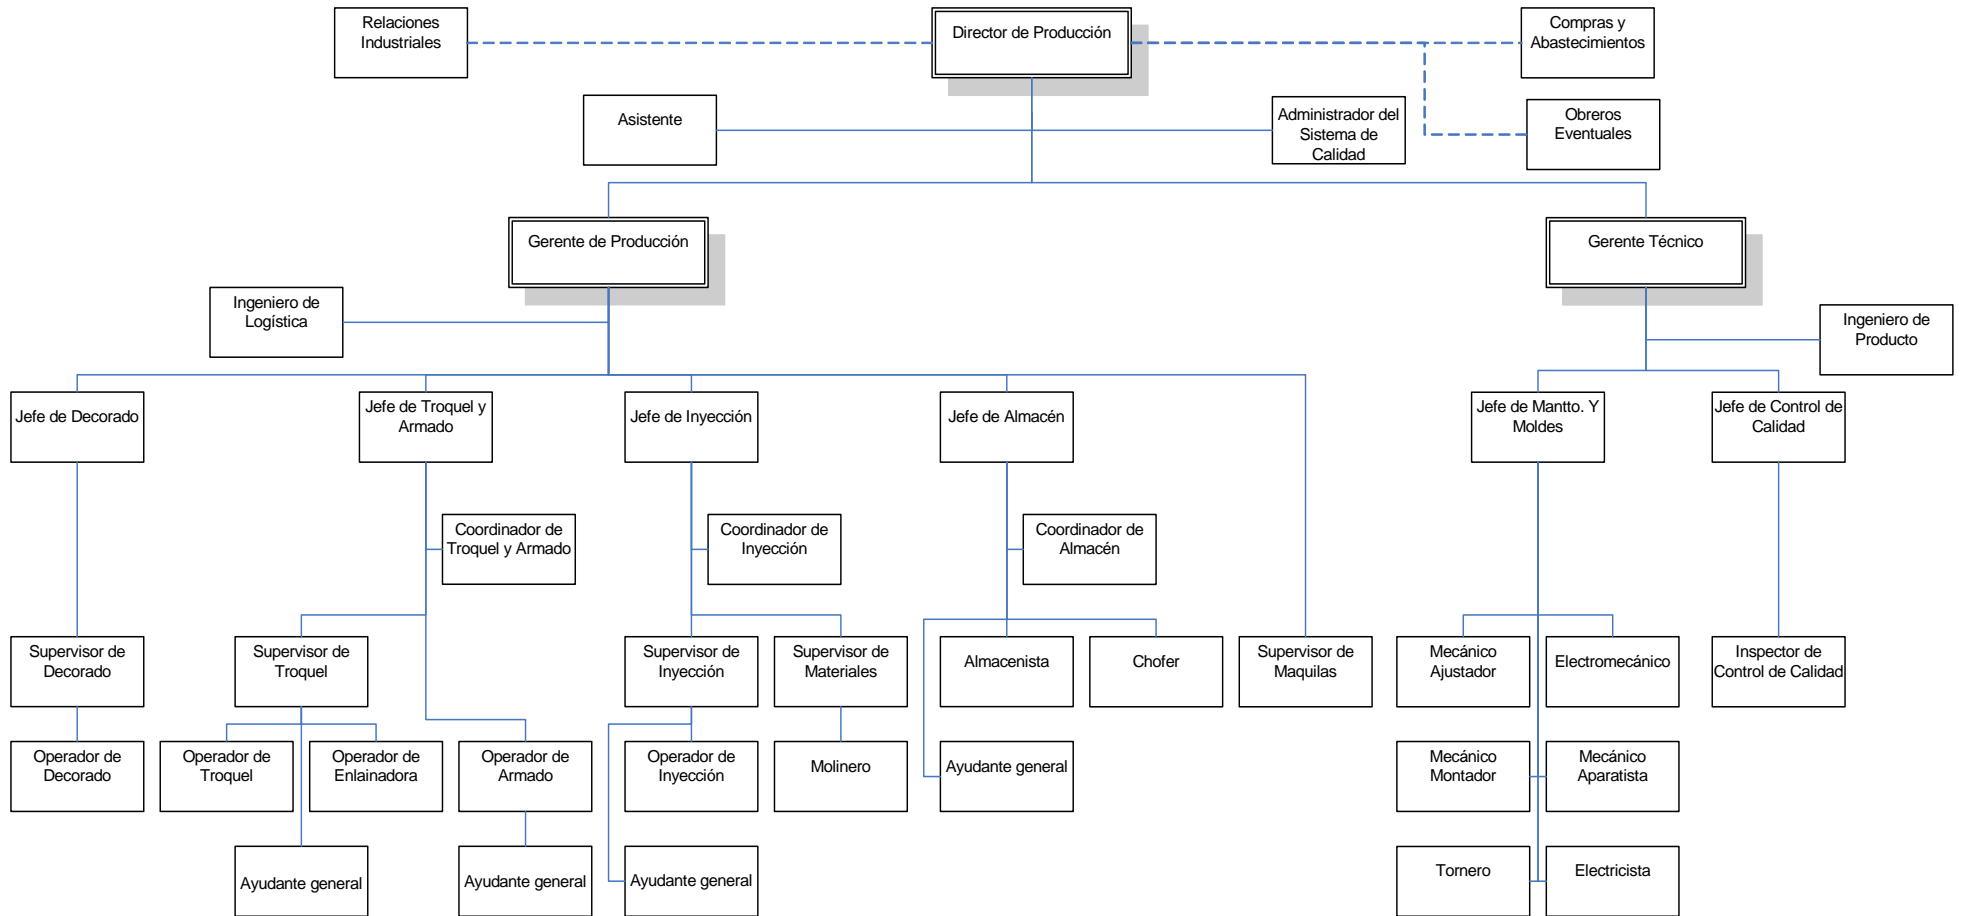 Relaciones
Industriales
Director de Producción
Compras y
Abastecimientos
Asistente
Administrador del
Sistema de
Calidad
Obreros
Eventuales
Gerente de Producción
Gerente Técnico
Ingeniero de
Logística
Ingeniero de
Producto
Jefe de Decorado
Jefe de Troquel y
Armado
Jefe de Inyección
Jefe de Almacén
Jefe de Mantto. Y
Moldes
Jefe de Control de
Calidad
Coordinador de
Troquel y Armado
Coordinador de
Inyección
Coordinador de
Almacén
Supervisor de
Decorado
Supervisor de
Troquel
Supervisor de
Inyección
Supervisor de
Materiales
Almacenista
Chofer
Supervisor de
Maquilas
Mecánico
Ajustador
Electromecánico
Inspector de
Control de Calidad
Operador de
Decorado
Operador de
Troquel
Operador de
Enlainadora
Operador de
Armado
Operador de
Inyección
Molinero
Ayudante general
Mecánico
Montador
Mecánico
Aparatista
Ayudante general
Ayudante general
Ayudante general
Tornero
Electricista